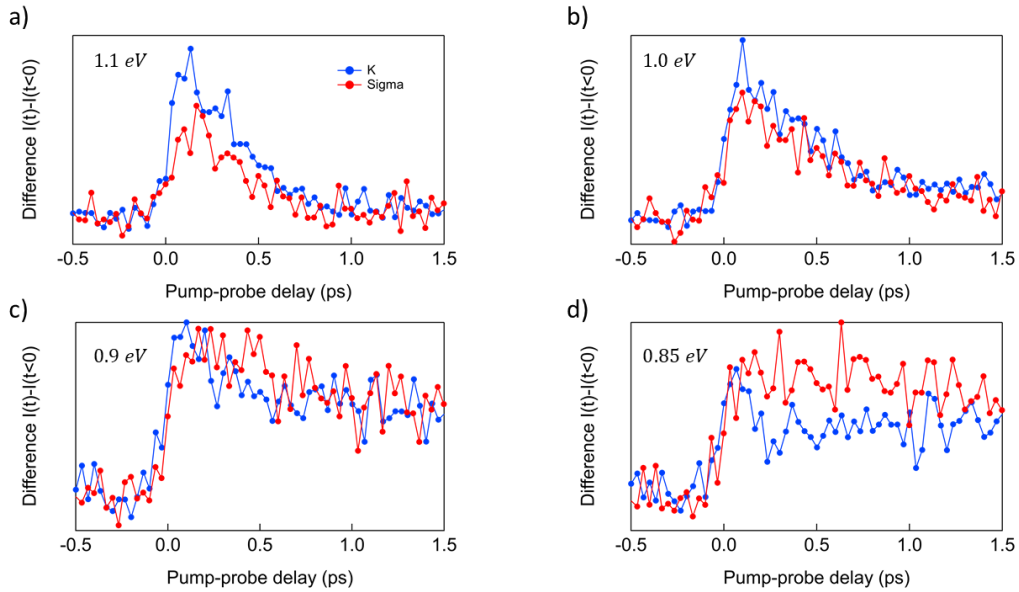 a)
1.1 eV
K
Sigma
Difference I(t)-I(t<0)
-0.5 0.0 0.5 1.0 1.5
Pump-probe delay (ps)
b)
1.0 eV
Difference I(t)-I(t<0)
-0.5 0.0 0.5 1.0 1.5
Pump-probe delay (ps)
c)
0.9 eV
Difference I(t)-I(t<0)
-0.5 0 0.5 1.0 1.5
Pump-probe delay (ps)
d)
0.85 eV
Difference I(t)-I(t<0)
-0.5 0.0 0.5 1.0 1.5
Pump-probe delay (ps)